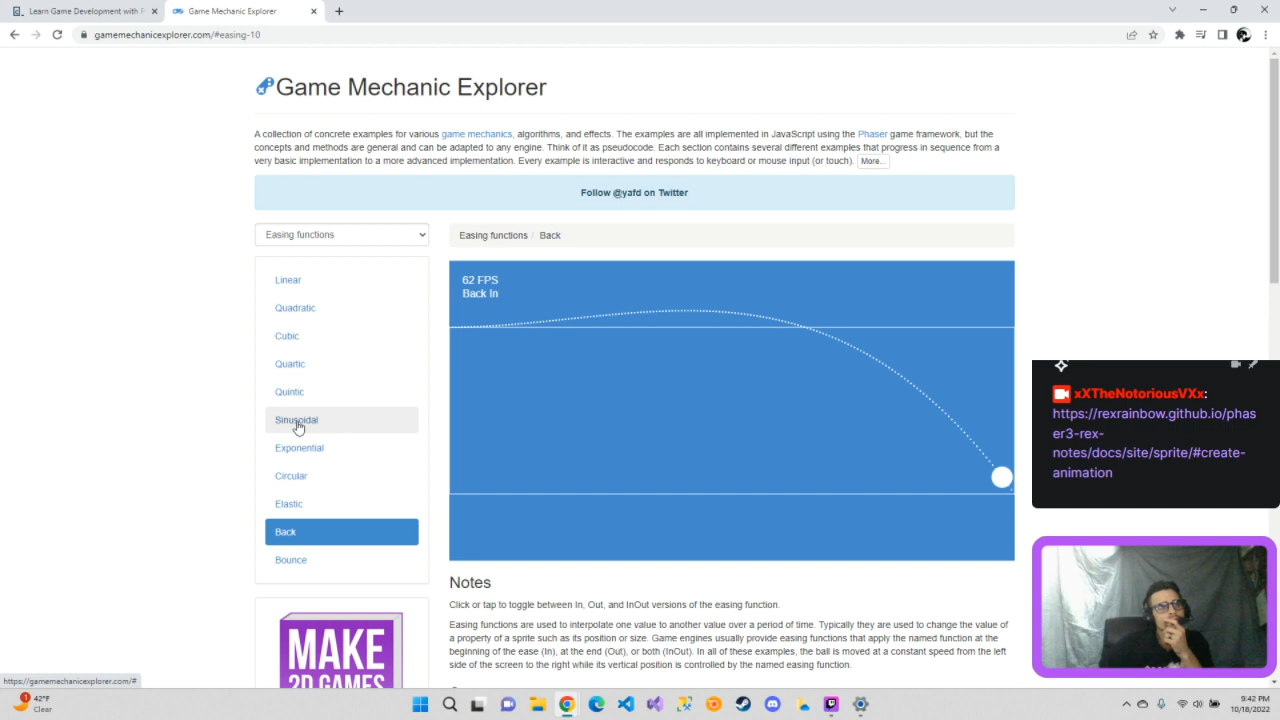 Learn Game Development with P
Game Mechanic Explorer
gamemechanicexplorer.com/#easing-10
Game Mechanic Explorer
A collection of concrete examples for various game mechanics, algorithms, and effects. The examples are all implemented in JavaScript using the Phaser game framework, but the
concepts and methods are general and can be adapted to any engine. Think of it as pseudocode. Each section contains several different examples that progress in sequence from a
very basic implementation to a more advanced implementation. Every example is interactive and responds to keyboard or mouse input (or touch). More...
Follow @yafd on Twitter
Easing functions
Easing functions / Back
Linear
Quadratic
Cubic
Quartic
Quintic
Sinusoidal
Exponential
Circular
Elastic
Back
Bounce
62 FPS
Back In
Notes
Click or tap to toggle between In, Out, and InOut versions of the easing function.
Easing functions are used to interpolate one value to another value over a period of time. Typically they are used to change the value of
a property of a sprite such as its position or size. Game engines usually provide easing functions that apply the named function at the
beginning of the ease (In), at the end (Out), or both (InOut). In all of these examples, the ball is moved at a constant speed from the left
side of the screen to the right while its vertical position is controlled by the named easing function.
MAKE
2D GAMES
xXTheNotoriousVXx:
https://rexrainbow.github.io/phas
er3-rex-
notes/docs/site/sprite/#create-
animation
https://gamemechanicexplorer.com/#
1
42°F
Clear
9:42 PM
10/18/2022